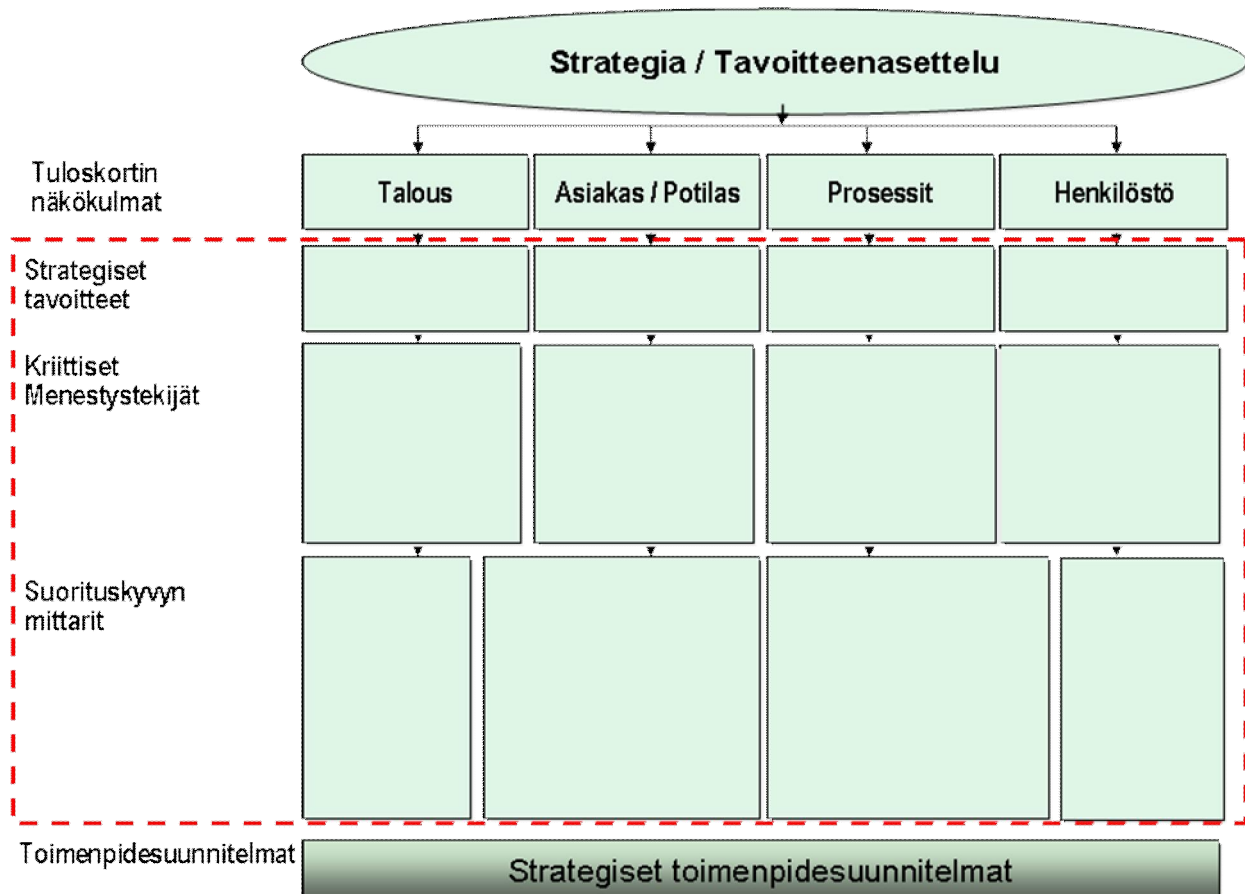 Strategia / Tavoitteenasettelu
Tuloskortin
näkökulmat
Talous
Asiakas / Potilas
Prosessit
Henkilöstö
Strategiset
tavoitteet
Kriittiset
Menestystekijät
Suorituskyvyn
mittarit
Toimenpidesuunnitelmat
Strategiset toimenpidesuunnitelmat